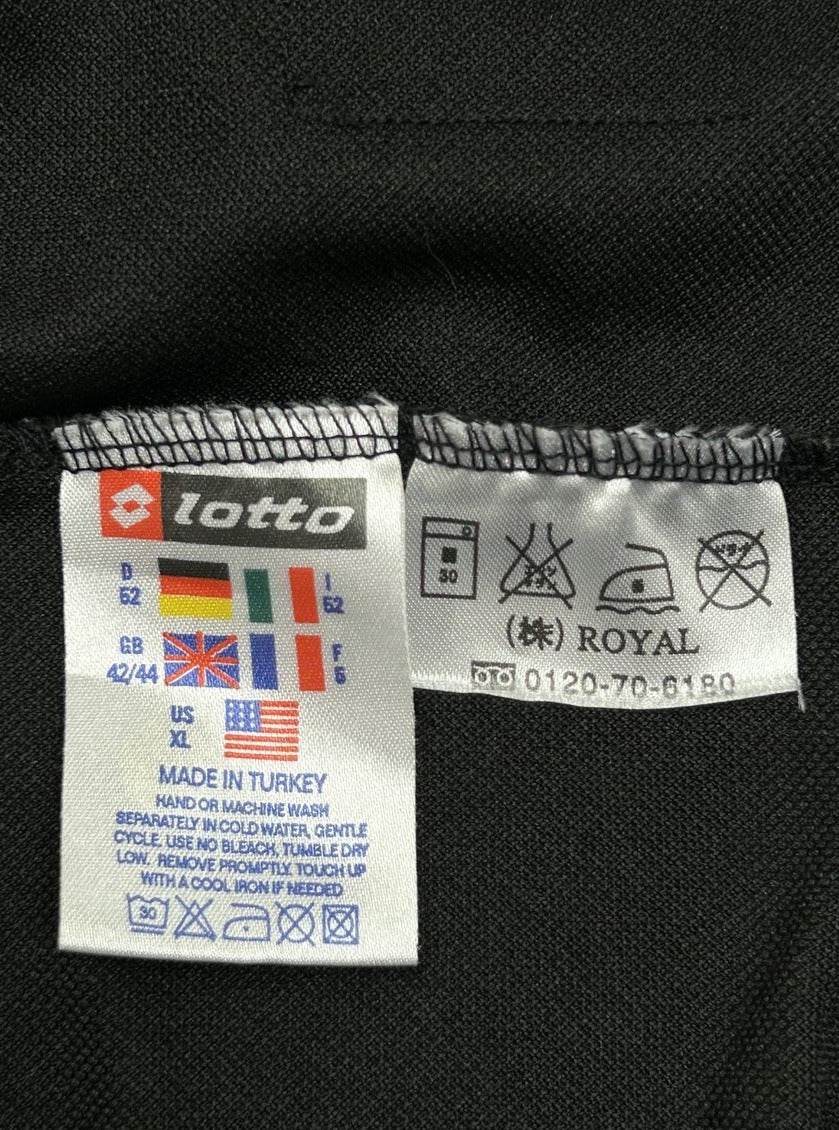 lotto
D
52
I
52
GB
42/44
F
5
US
XL
MADE IN TURKEY
HAND OR MACHINE WASH
SEPARATELY IN COLD WATER, GENTLE
CYCLE. USE NO BLEACH, TUMBLE DRY
LOW. REMOVE PROMPTLY. TOUCH UP
WITH A COOL IRON IF NEEDED
30
30
(株) ROYAL
0120-70-6180